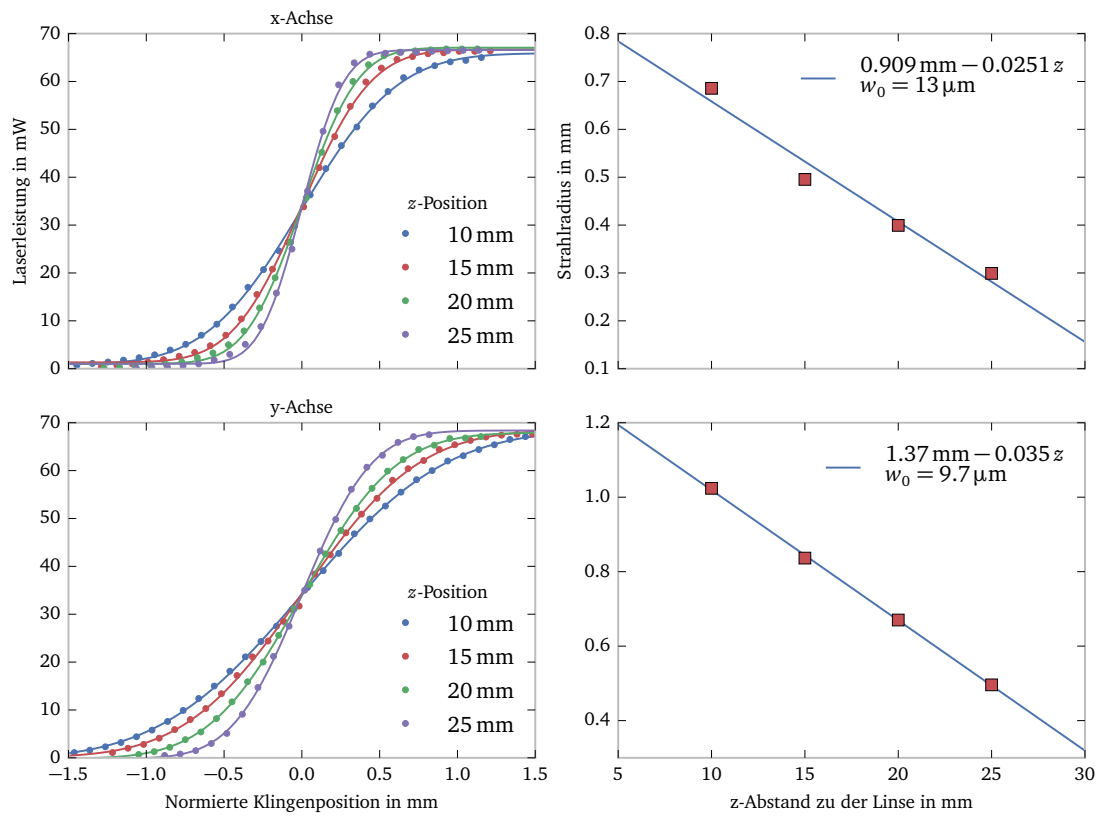 x-Achse
Laserleistung in mW
70
60
50
40
30
20
10
0
z-Position
10 mm
15 mm
20 mm
25 mm
Strahlradius in mm
0.8
0.7
0.6
0.5
0.4
0.3
0.2
0.1
0.909 mm − 0.0251 z
w₀ = 13 µm
y-Achse
70
60
50
40
30
20
10
0
−1.5 −1.0 −0.5 0.0 0.5 1.0 1.5
Normierte Klingenposition in mm
z-Position
10 mm
15 mm
20 mm
25 mm
1.2
1.0
0.8
0.6
0.4
1.37 mm − 0.035 z
w₀ = 9.7 µm
5 10 15 20 25 30
z-Abstand zu der Linse in mm